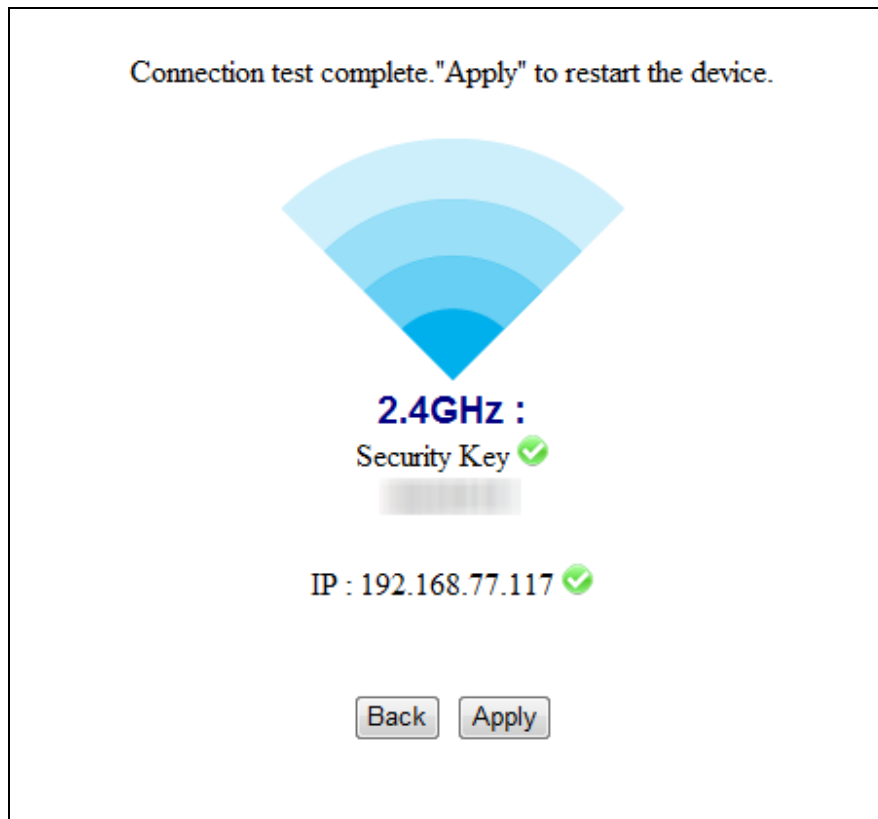 Connection test complete."Apply" to restart the device.
2.4GHz :
Security Key
IP : 192.168.77.117
Back Apply